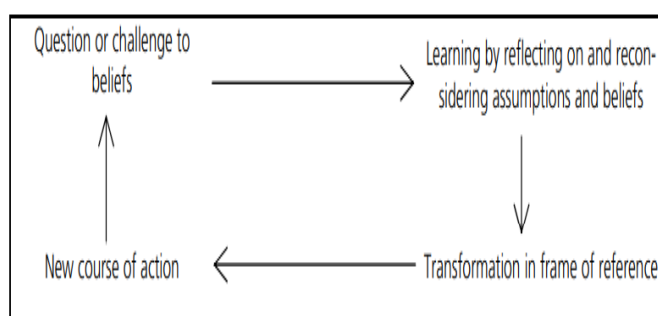 Question or challenge to
beliefs
Learning by reflecting on and recon-
sidering assumptions and beliefs
New course of action
Transformation in frame of reference